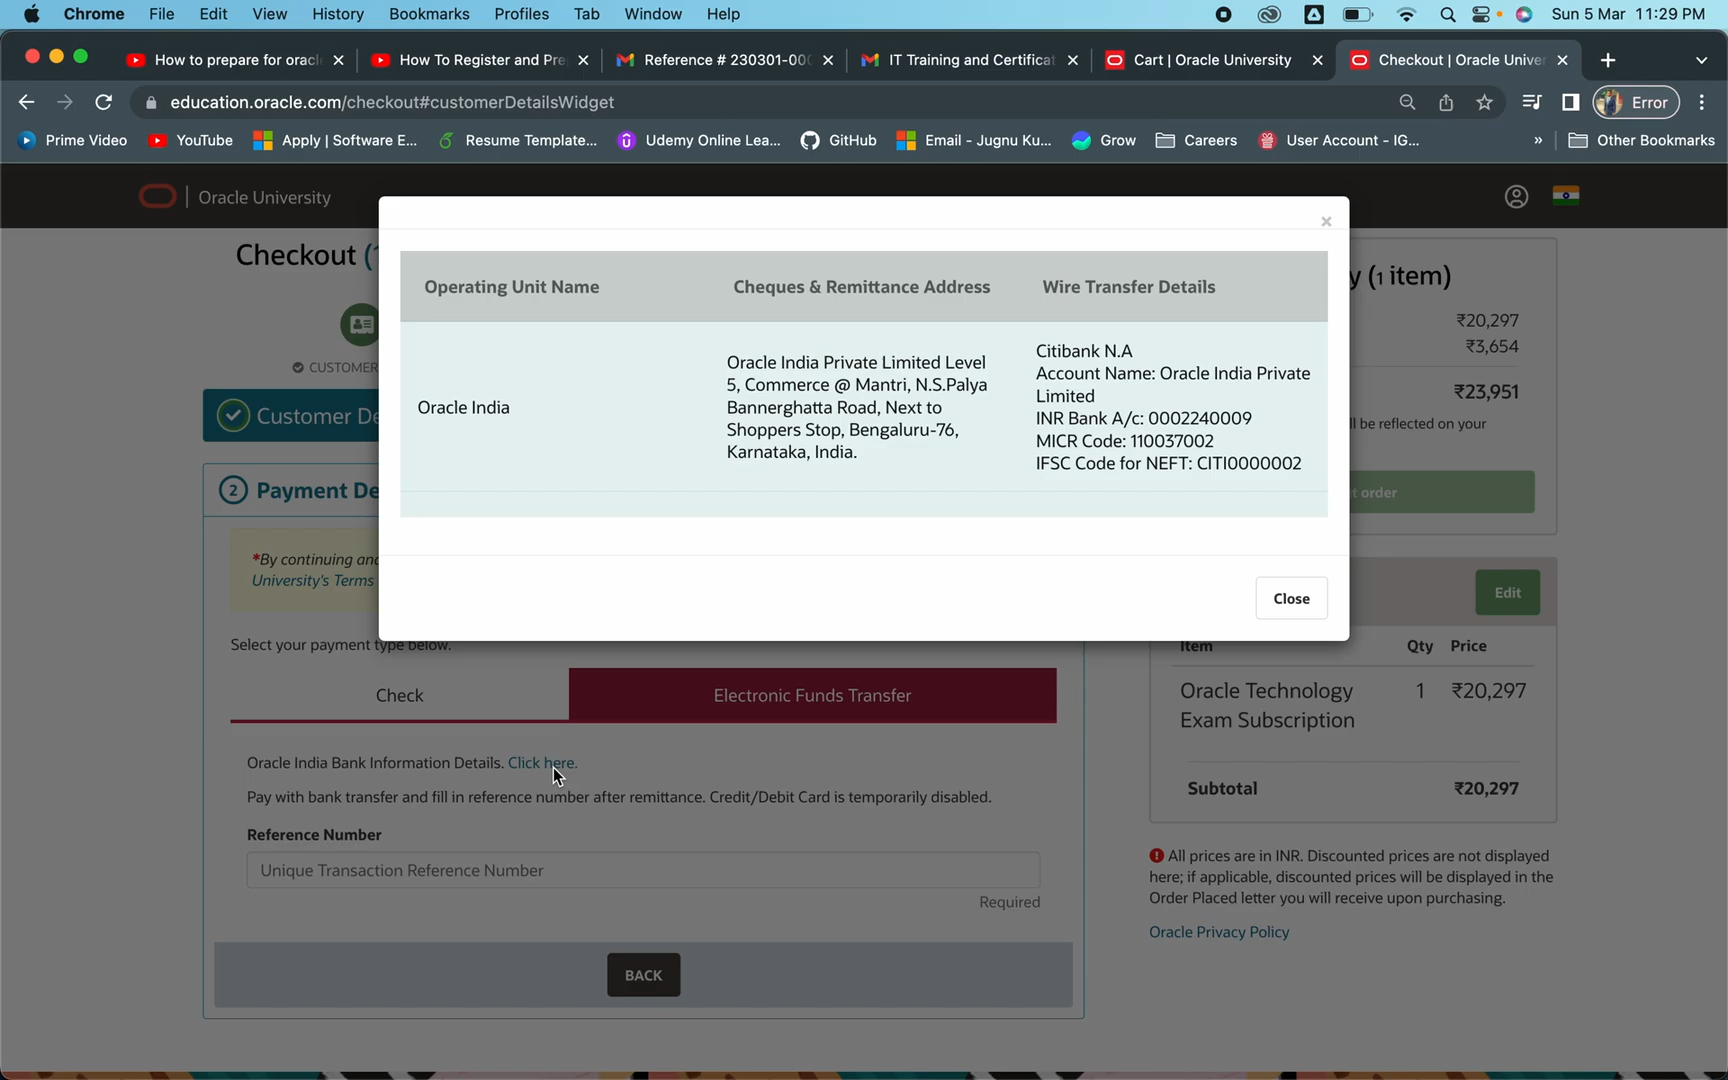 Chrome File Edit View History Bookmarks Profiles Tab Window Help Sun 5 Mar 11:29 PM
How to prepare for oracl How To Register and Pre Reference # 230301-000 IT Training and Certificat Cart | Oracle University Checkout | Oracle Univer
education.oracle.com/checkout#customerDetailsWidget Error
Prime Video YouTube Apply | Software E... Resume Template... Udemy Online Lea... GitHub Email - Jugnu Ku... Grow Careers User Account - IG... » Other Bookmarks
Oracle University
Checkout (1
CUSTOMER
Customer De
2 Payment De
*By continuing and
University's Terms
Operating Unit Name Cheques & Remittance Address Wire Transfer Details
Oracle India
Oracle India Private Limited Level
5, Commerce @ Mantri, N.S.Palya
Bannerghatta Road, Next to
Shoppers Stop, Bengaluru-76,
Karnataka, India.
Citibank N.A
Account Name: Oracle India Private
Limited
INR Bank A/c: 0002240009
MICR Code: 110037002
IFSC Code for NEFT: CITI0000002
Close
Select your payment type below.
Check Electronic Funds Transfer
Oracle India Bank Information Details. Click here.
Pay with bank transfer and fill in reference number after remittance. Credit/Debit Card is temporarily disabled.
Reference Number
Unique Transaction Reference Number
Required
BACK
y (1 item)
₹20,297
₹3,654
₹23,951
ll be reflected on your
t order
Edit
Item Qty Price
Oracle Technology 1 ₹20,297
Exam Subscription
Subtotal ₹20,297
All prices are in INR. Discounted prices are not displayed
here; if applicable, discounted prices will be displayed in the
Order Placed letter you will receive upon purchasing.
Oracle Privacy Policy